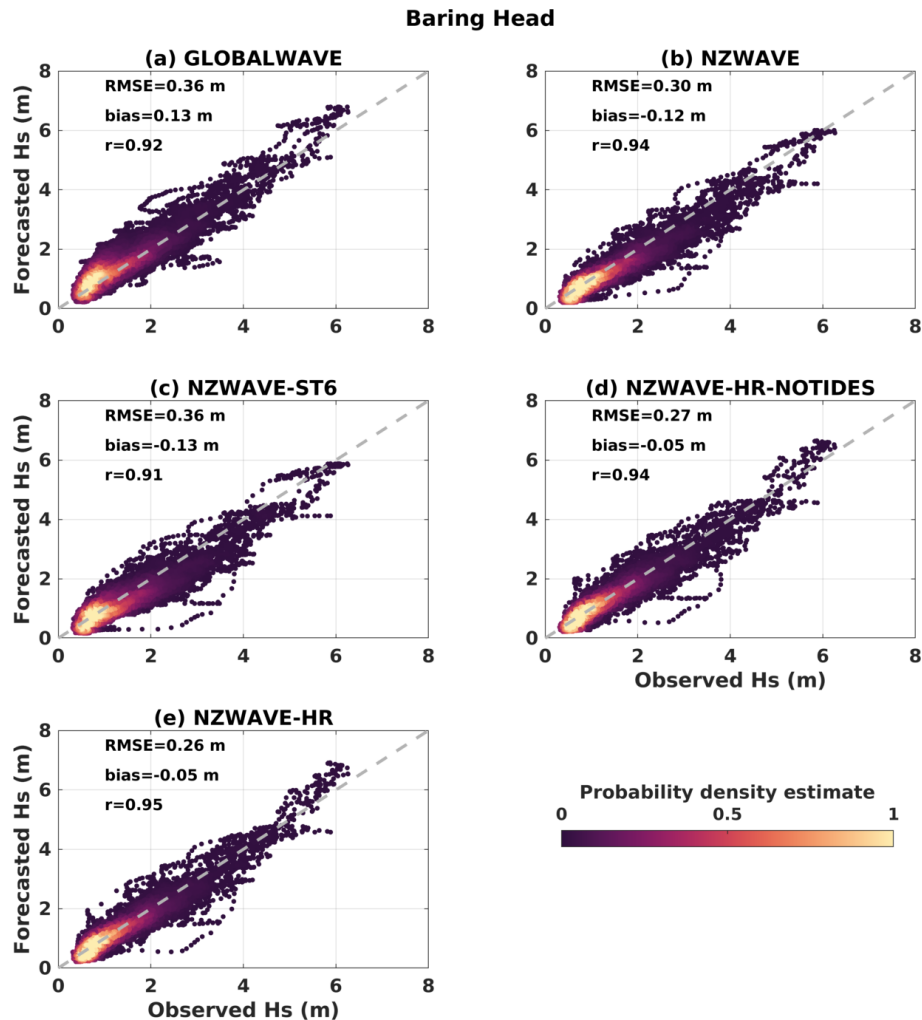 Baring Head
(a) GLOBALWAVE
RMSE=0.36 m
bias=0.13 m
r=0.92
Forecasted Hs (m)
8
6
4
2
0
0 2 4 6 8
(b) NZWAVE
RMSE=0.30 m
bias=-0.12 m
r=0.94
8
6
4
2
0
0 2 4 6 8
(c) NZWAVE-ST6
RMSE=0.36 m
bias=-0.13 m
r=0.91
Forecasted Hs (m)
8
6
4
2
0
0 2 4 6 8
(d) NZWAVE-HR-NOTIDES
RMSE=0.27 m
bias=-0.05 m
r=0.94
8
6
4
2
0
0 2 4 6 8
Observed Hs (m)
(e) NZWAVE-HR
RMSE=0.26 m
bias=-0.05 m
r=0.95
Forecasted Hs (m)
8
6
4
2
0
0 2 4 6 8
Observed Hs (m)
Probability density estimate
0 0.5 1